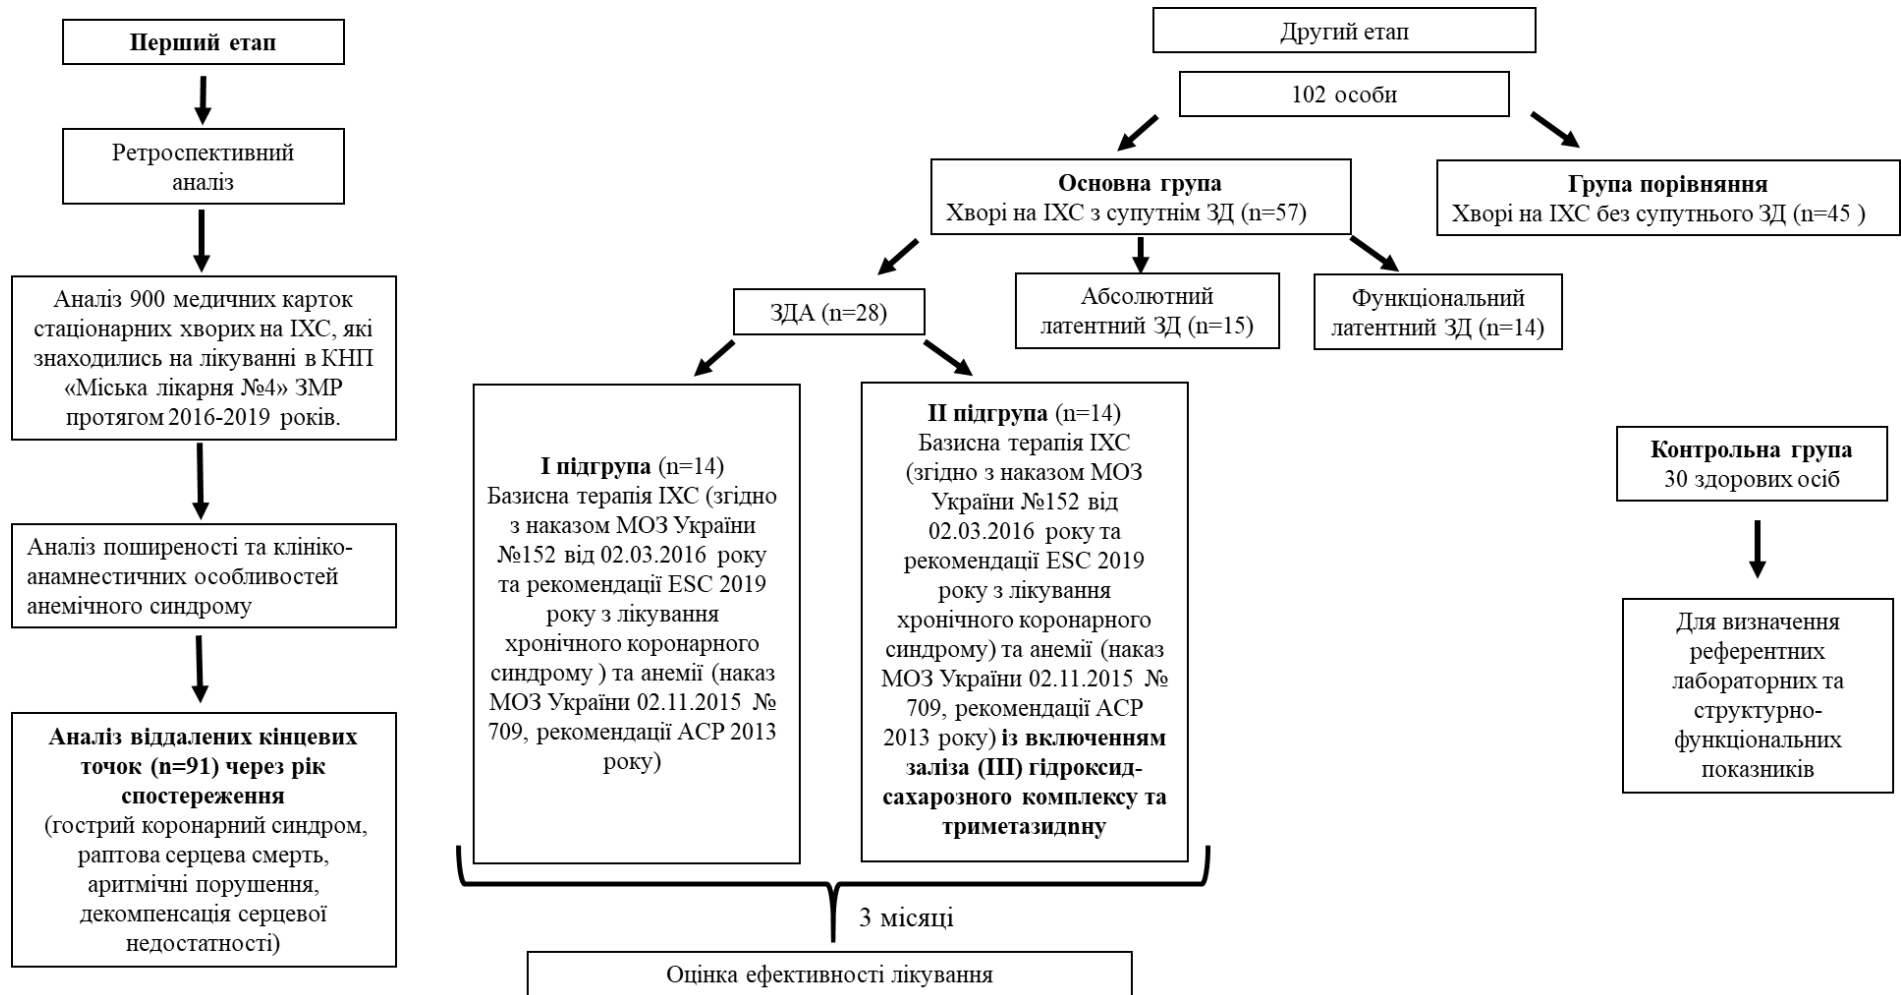 Перший етап
Ретроспективний
аналіз
Аналіз 900 медичних карток
стаціонарних хворих на ІХС, які
знаходились на лікуванні в КНП
«Міська лікарня №4» ЗМР
протягом 2016-2019 років.
Аналіз поширеності та клініко-
анамнестичних особливостей
анемічного синдрому
Аналіз віддалених кінцевих
точок (n=91) через рік
спостереження
(гострий коронарний синдром,
раптова серцева смерть,
аритмічні порушення,
декомпенсація серцевої
недостатності)
Другий етап
102 особи
Основна група
Хворі на ІХС з супутнім ЗД (n=57)
Група порівняння
Хворі на ІХС без супутнього ЗД (n=45 )
ЗДА (n=28)
Абсолютний
латентний ЗД (n=15)
Функціональний
латентний ЗД (n=14)
I підгрупа (n=14)
Базисна терапія ІХС (згідно
з наказом МОЗ України
№152 від 02.03.2016 року
та рекомендації ESC 2019
року з лікування
хронічного коронарного
синдрому ) та анемії (наказ
МОЗ України 02.11.2015 №
709, рекомендації ACP 2013
року)
II підгрупа (n=14)
Базисна терапія ІХС
(згідно з наказом МОЗ
України №152 від
02.03.2016 року та
рекомендації ESC 2019
року з лікування
хронічного коронарного
синдрому) та анемії (наказ
МОЗ України 02.11.2015 №
709, рекомендації ACP
2013 року) із включенням
заліза (III) гідроксид-
сахарозного комплексу та
триметазидnну
3 місяці
Оцінка ефективності лікування
Контрольна група
30 здорових осіб
Для визначення
референтних
лабораторних та
структурно-
функціональних
показників